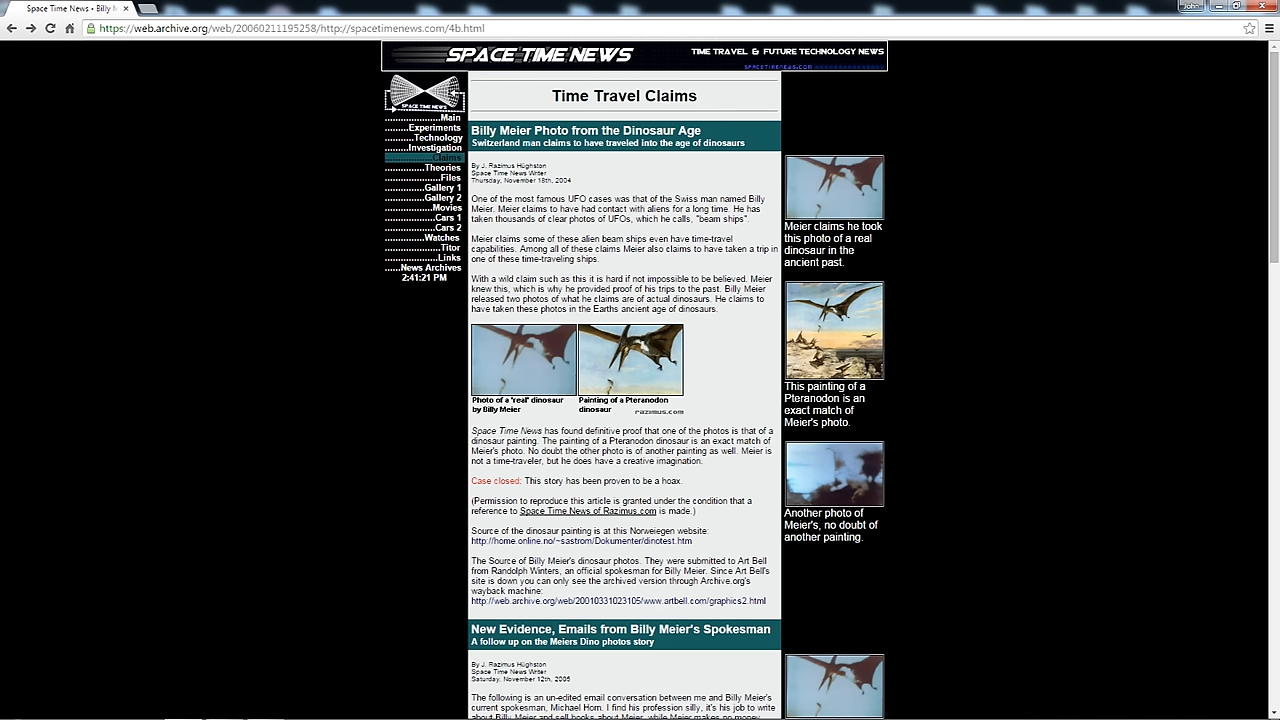 Space Time News • Billy M
John
https://web.archive.org/web/20060211195258/http://spacetimenews.com/4b.html
SPACE TIME NEWS
TIME TRAVEL & FUTURE TECHNOLOGY NEWS
SPACETIMENEWS.COM
SPACE TIME NEWS
......................Main
.........Experiments
...........Technology
.........Investigation
...................Claims
................Theories
....................Files
................Gallery 1
................Gallery 2
...................Movies
....................Cars 1
....................Cars 2
................Watches
......................Titor
.....................Links
......News Archives
2:41:21 PM
Time Travel Claims
Billy Meier Photo from the Dinosaur Age
Switzerland man claims to have traveled into the age of dinosaurs
By J. Razimus Hüghston
Space Time News Writer
Thursday, November 18th, 2004
One of the most famous UFO cases was that of the Swiss man named Billy
Meier. Meier claims to have had contact with aliens for a long time. He has
taken thousands of clear photos of UFOs, which he calls, "beam ships".
Meier claims some of these alien beam ships even have time-travel
capabilities. Among all of these claims Meier also claims to have taken a trip in
one of these time-traveling ships.
With a wild claim such as this it is hard if not impossible to be believed. Meier
knew this, which is why he provided proof of his trips to the past. Billy Meier
released two photos of what he claims are of actual dinosaurs. He claims to
have taken these photos in the Earths ancient age of dinosaurs.
Photo of a "real" dinosaur
by Billy Meier
Painting of a Pteranodon
dinosaur
razimus.com
Space Time News has found definitive proof that one of the photos is that of a
dinosaur painting. The painting of a Pteranodon dinosaur is an exact match of
Meier's photo. No doubt the other photo is of another painting as well. Meier is
not a time-traveler, but he does have a creative imagination.
Case closed: This story has been proven to be a hoax.
(Permission to reproduce this article is granted under the condition that a
reference to Space Time News of Razimus.com is made.)
Source of the dinosaur painting is at this Norweiegen website:
http://home.online.no/~sastrom/Dokumenter/dinotest.htm
The Source of Billy Meier's dinosaur photos. They were submitted to Art Bell
from Randolph Winters, an official spokesman for Billy Meier. Since Art Bell's
site is down you can only see the archived version through Archive.org's
wayback machine:
http://web.archive.org/web/20010331023105/www.artbell.com/graphics2.html
Meier claims he took
this photo of a real
dinosaur in the
ancient past.
This painting of a
Pteranodon is an
exact match of
Meier's photo.
Another photo of
Meier's, no doubt of
another painting.
New Evidence, Emails from Billy Meier's Spokesman
A follow up on the Meiers Dino photos story
By J. Razimus Hüghston
Space Time News Writer
Saturday, November 12th, 2005
The following is an un-edited email conversation between me and Billy Meier's
current spokesman, Michael Horn. I find his profession silly, it's his job to write
about Billy Meier and sell books about Meier, while Meier makes no money